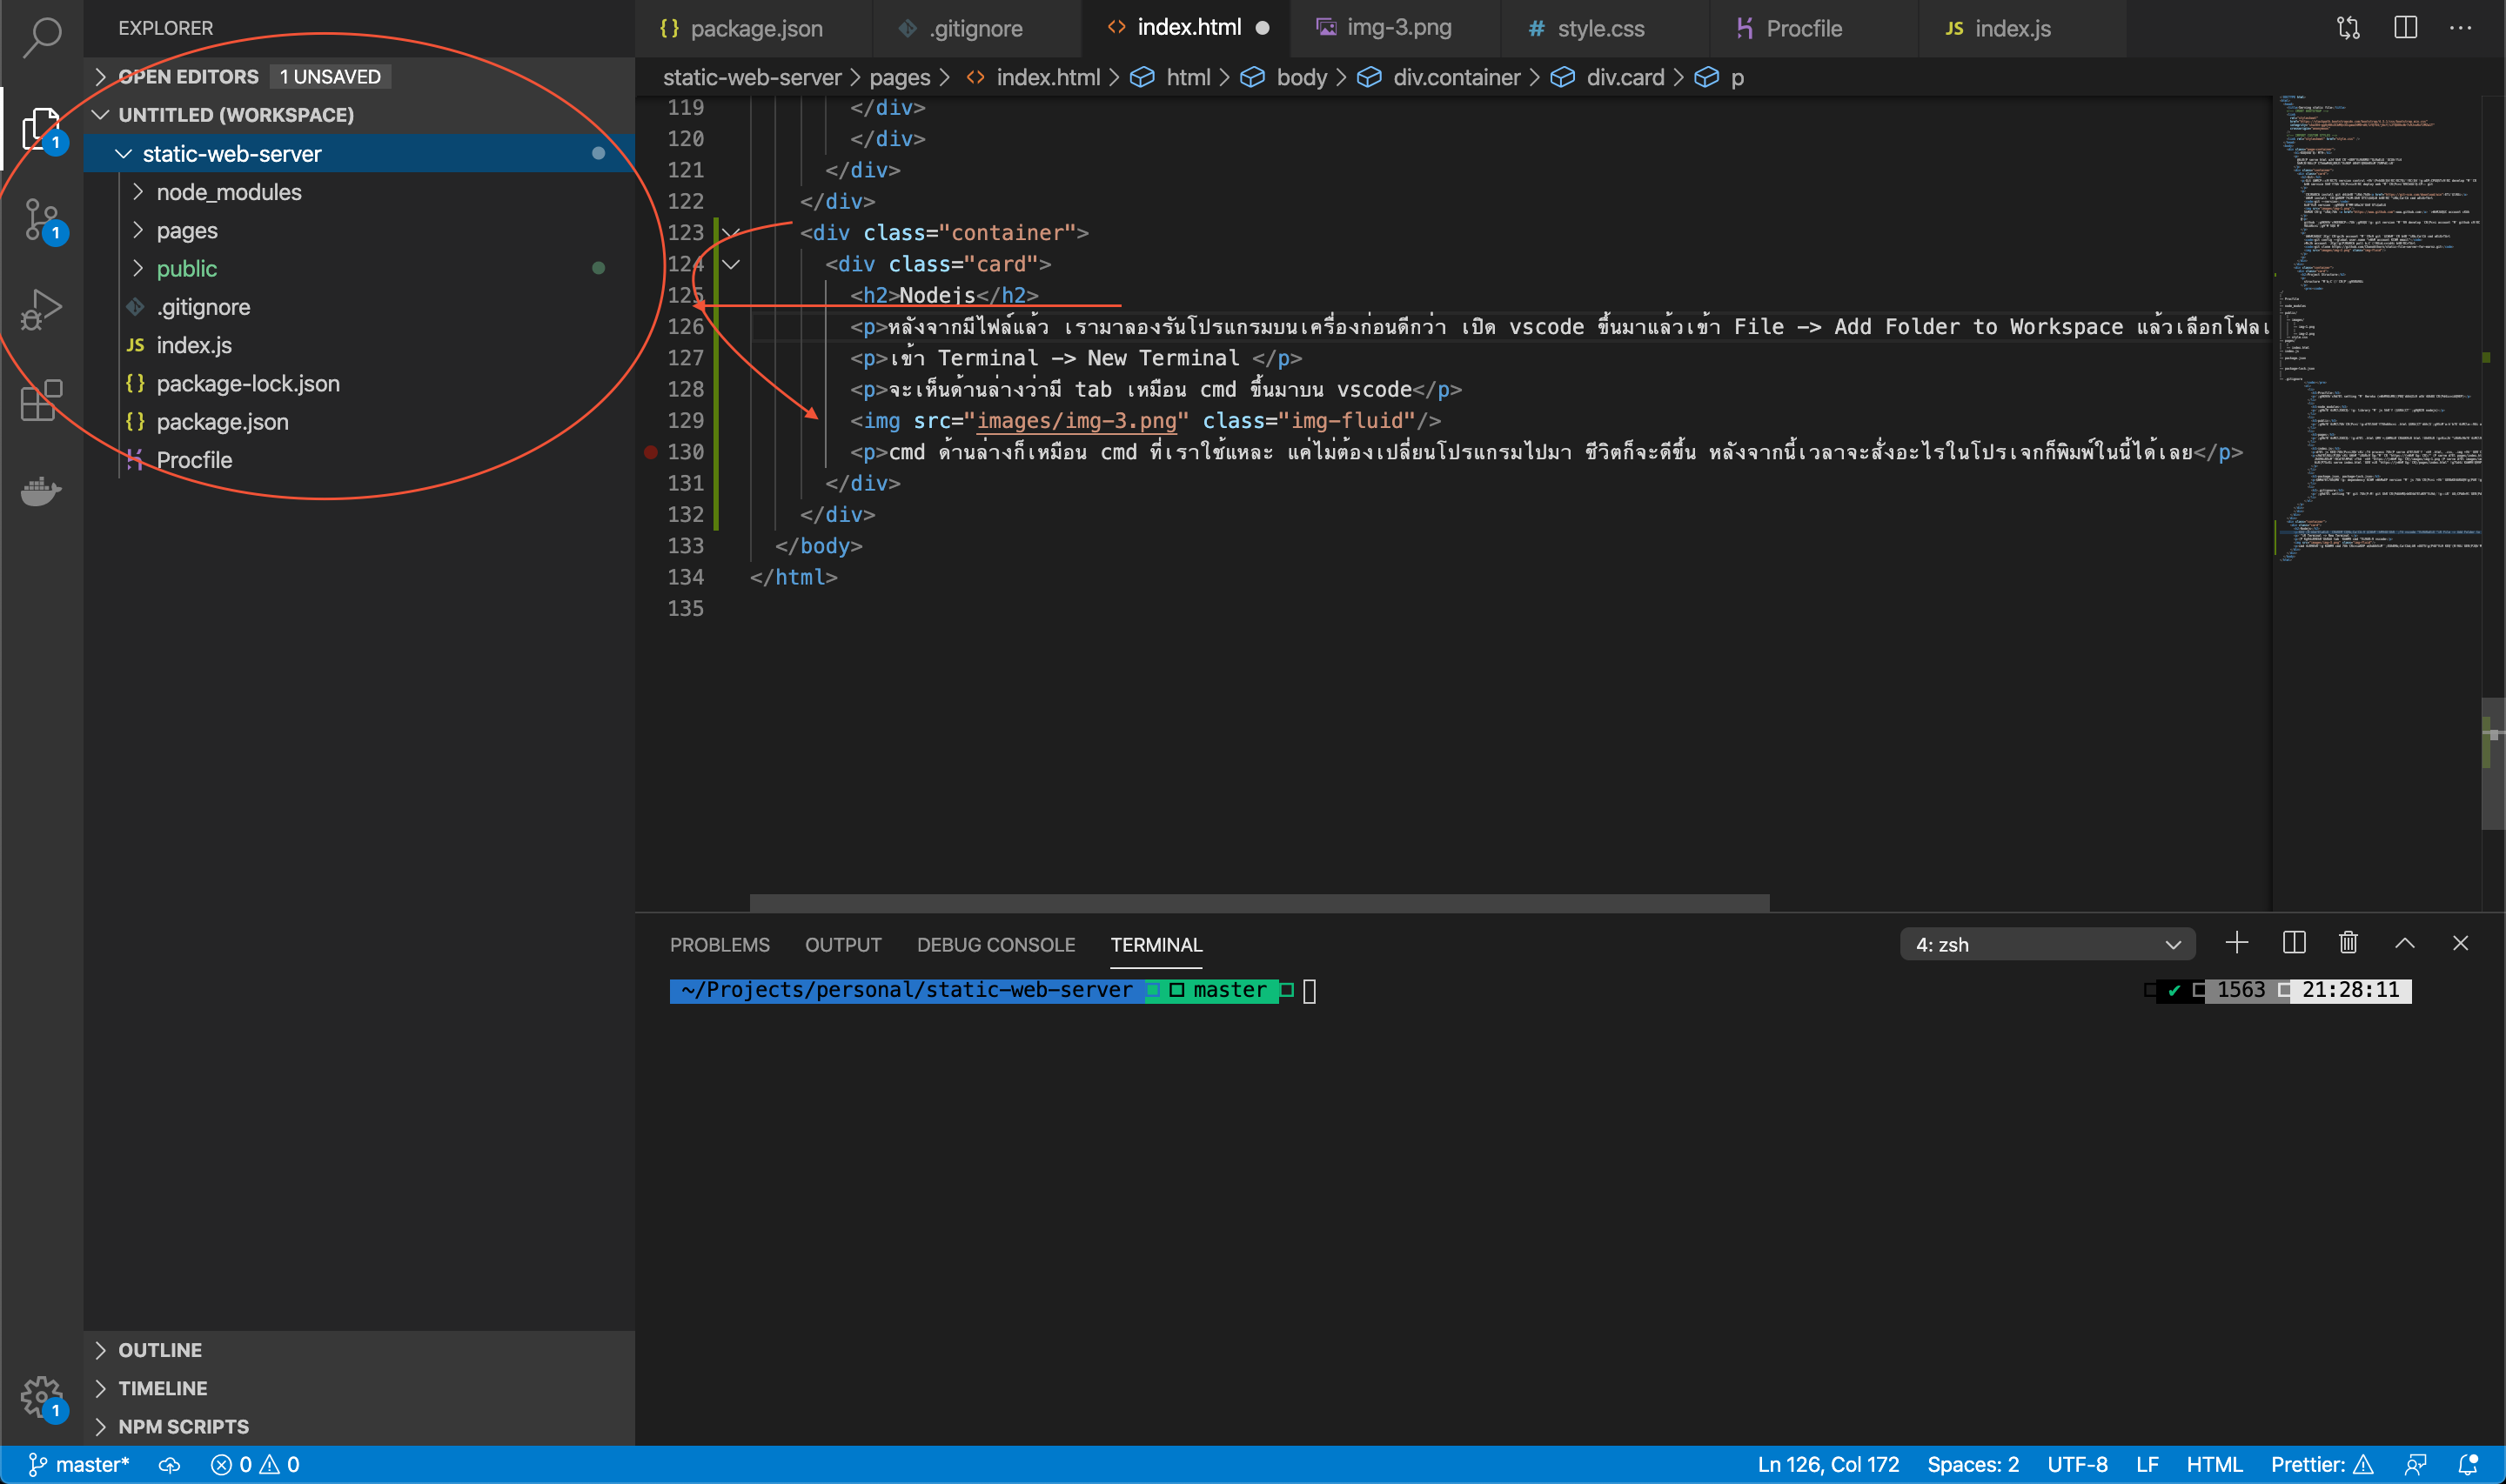 EXPLORER
OPEN EDITORS 1 UNSAVED
UNTITLED (WORKSPACE)
static-web-server
node_modules
pages
public
.gitignore
JS index.js
{} package-lock.json
{} package.json
Procfile
OUTLINE
TIMELINE
NPM SCRIPTS
1
1
1
{} package.json .gitignore <> index.html img-3.png # style.css Procfile JS index.js
static-web-server > pages > <> index.html > html > body > div.container > div.card > p
119 </div>
120 </div>
121 </div>
122 </div>
123 <div class="container">
124 <div class="card">
125 <h2>Nodejs</h2>
126 <p>หลังจากมีไฟล์แล้ว เรามาลองรันโปรแกรมบนเครื่องก่อนดีกว่า เปิด vscode ขึ้นมาแล้วเข้า File -> Add Folder to Workspace แล้วเลือกโฟลเ
127 <p>เข้า Terminal -> New Terminal </p>
128 <p>จะเห็นด้านล่างว่ามี tab เหมือน cmd ขึ้นมาบน vscode</p>
129 <img src="images/img-3.png" class="img-fluid"/>
130 <p>cmd ด้านล่างก็เหมือน cmd ที่เราใช้แหละ แค่ไม่ต้องเปลี่ยนโปรแกรมไปมา ชีวิตก็จะดีขึ้น หลังจากนี้เวลาจะสั่งอะไรในโปรเจกก็พิมพ์ในนี้ได้เลย</p>
131 </div>
132 </div>
133 </body>
134 </html>
135
PROBLEMS OUTPUT DEBUG CONSOLE TERMINAL 4: zsh
~/Projects/personal/static-web-server master ✔ 1563 21:28:11
master* 0 0 Ln 126, Col 172 Spaces: 2 UTF-8 LF HTML Prettier: